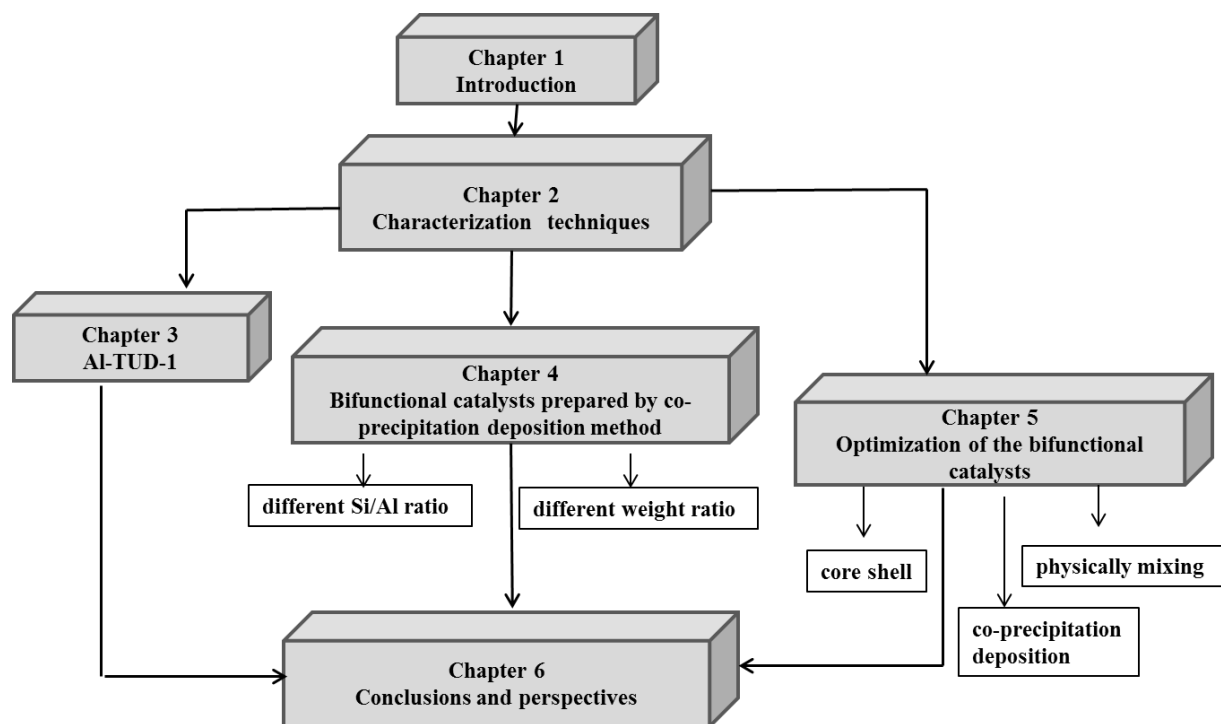 Chapter 1
Introduction
Chapter 2
Characterization techniques
Chapter 3
Al-TUD-1
Chapter 4
Bifunctional catalysts prepared by co-
precipitation deposition method
Chapter 5
Optimization of the bifunctional
catalysts
different Si/Al ratio
different weight ratio
core shell
physically mixing
co-precipitation
deposition
Chapter 6
Conclusions and perspectives